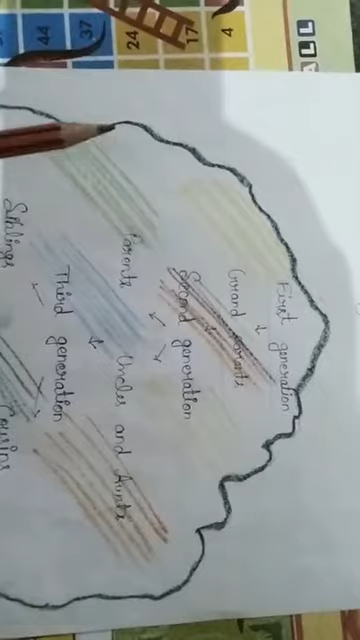 First generation
Grand Parents
Second generation
Parents
Uncles and Aunts
Third generation
Siblings
Cousins
44
37
24
17
4